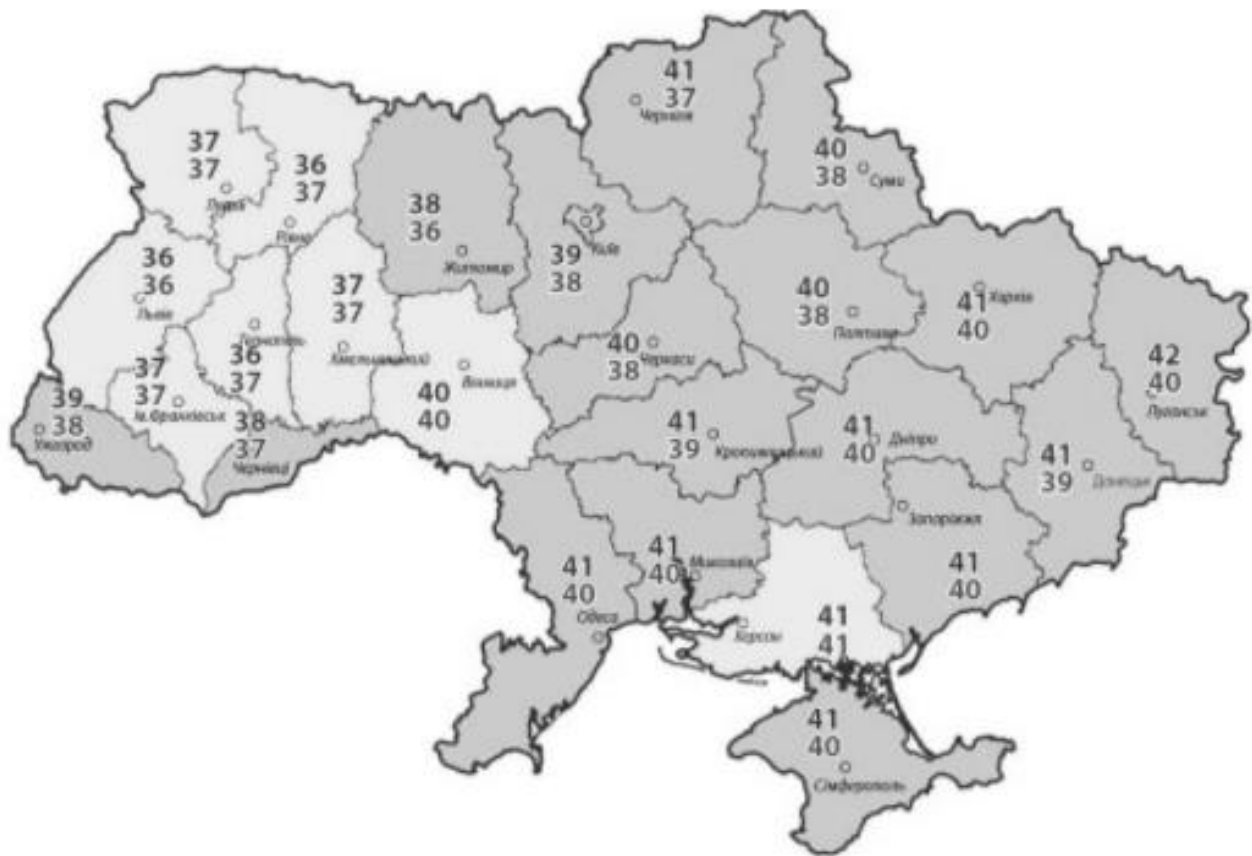 41
37
Чернігів
40
38
Суми
37
37
Луцьк
36
37
Рівне
38
36
Житомир
39
38
Київ
36
36
Львів
37
37
Хмельницький
40
38
Полтава
41
40
Харків
36
37
Тернопіль
40
38
Черкаси
42
40
Луганськ
37
37
Ів.Франківськ
40
40
Вінниця
39
38
Ужгород
38
37
Чернівці
41
39
Кропивницький
41
40
Дніпро
41
39
Донецьк
Запоріжжя
41
40
41
40
Миколаїв
41
40
Одеса
41
41
Херсон
41
40
Сімферополь